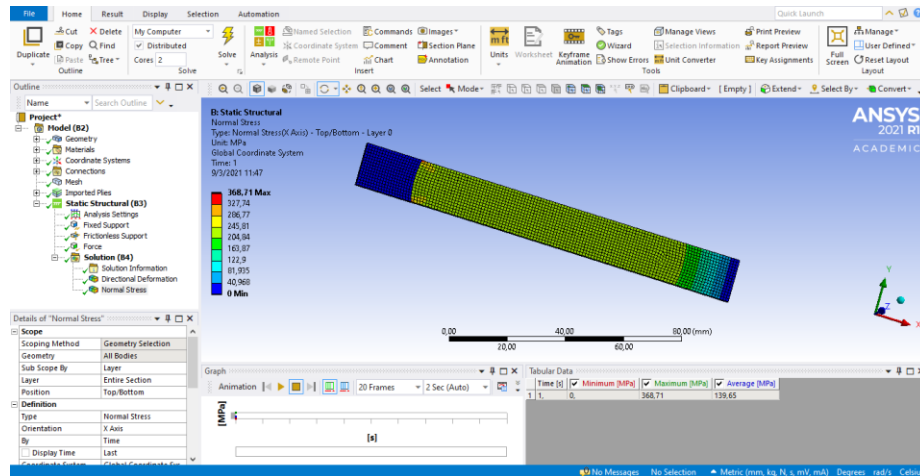 File Home Result Display Selection Automation Quick Launch
Duplicate Cut Delete My Computer Solve Analysis Named Selection Commands Images Units Worksheet Keyframe Animation Tags Manage Views Print Preview Full Screen Manage
Copy Find Distributed Coordinate System Comment Section Plane Wizard Selection Information Report Preview User Defined
Paste Tree Cores 2 Remote Point Chart Annotation Show Errors Unit Converter Key Assignments Reset Layout
Outline Solve Insert Tools Layout
Outline
Name Search Outline
Select Mode Clipboard [ Empty ] Extend Select By Convert
Project*
Model (B2)
Geometry
Materials
Coordinate Systems
Connections
Mesh
Imported Plies
Static Structural (B3)
Analysis Settings
Fixed Support
Frictionless Support
Force
Solution (B4)
Solution Information
Directional Deformation
Normal Stress
B: Static Structural
Normal Stress
Type: Normal Stress(X Axis) - Top/Bottom - Layer 0
Unit: MPa
Global Coordinate System
Time: 1
9/3/2021 11:47
368,71 Max
327,74
286,77
245,81
204,84
163,87
122,9
81,935
40,968
0 Min
ANSYS
2021 R1
ACADEMIC
Y
Z
X
0,00 40,00 80,00 (mm)
20,00 60,00
Details of "Normal Stress"
Scope
Scoping Method Geometry Selection
Geometry All Bodies
Sub Scope By Layer
Layer Entire Section
Position Top/Bottom
Definition
Type Normal Stress
Orientation X Axis
By Time
Display Time Last
Graph
Animation 20 Frames 2 Sec (Auto)
[MPa]
[s]
Tabular Data
Time [s] Minimum [MPa] Maximum [MPa] Average [MPa]
1 1, 0, 368,71 139,65
No Messages No Selection Metric (mm, kg, N, s, mV, mA) Degrees rad/s